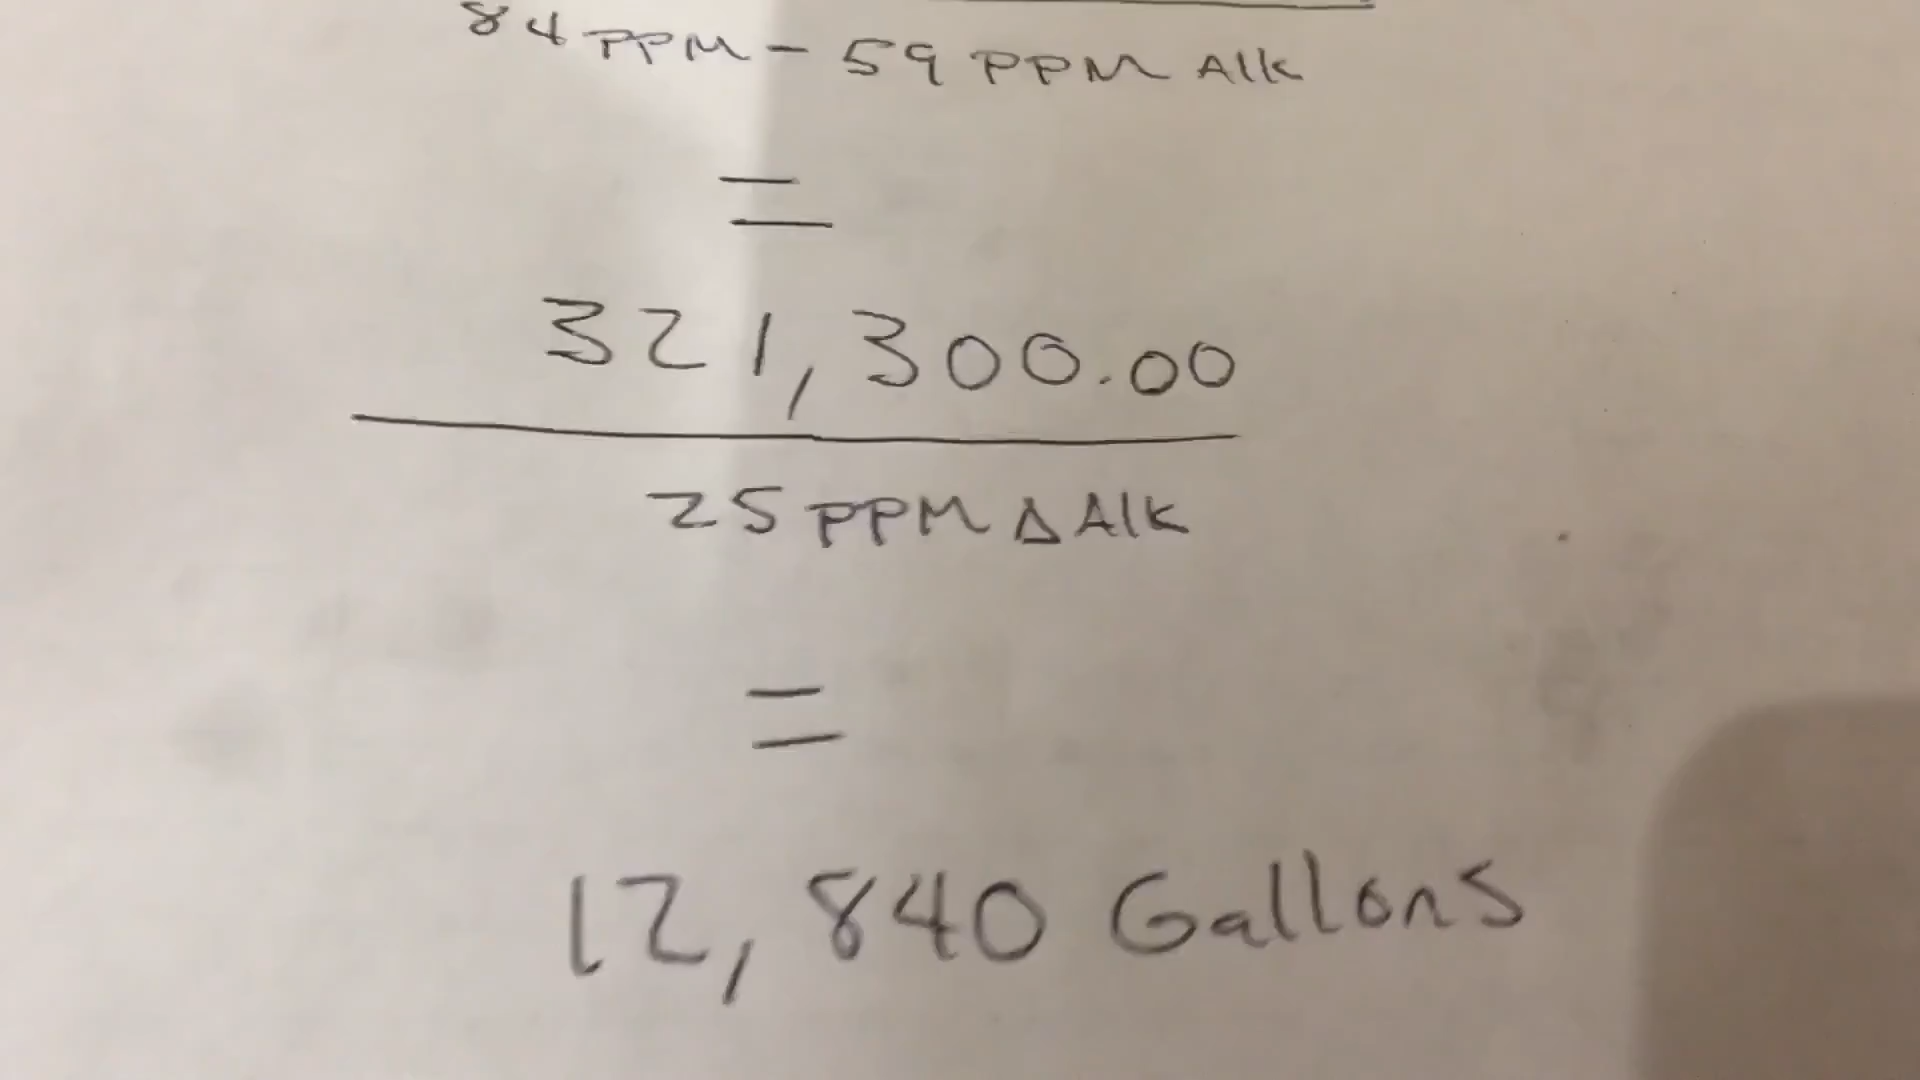 84 PPM - 59 PPM Alk
=
321,300.00
25 PPM Δ Alk
=
12,840 Gallons